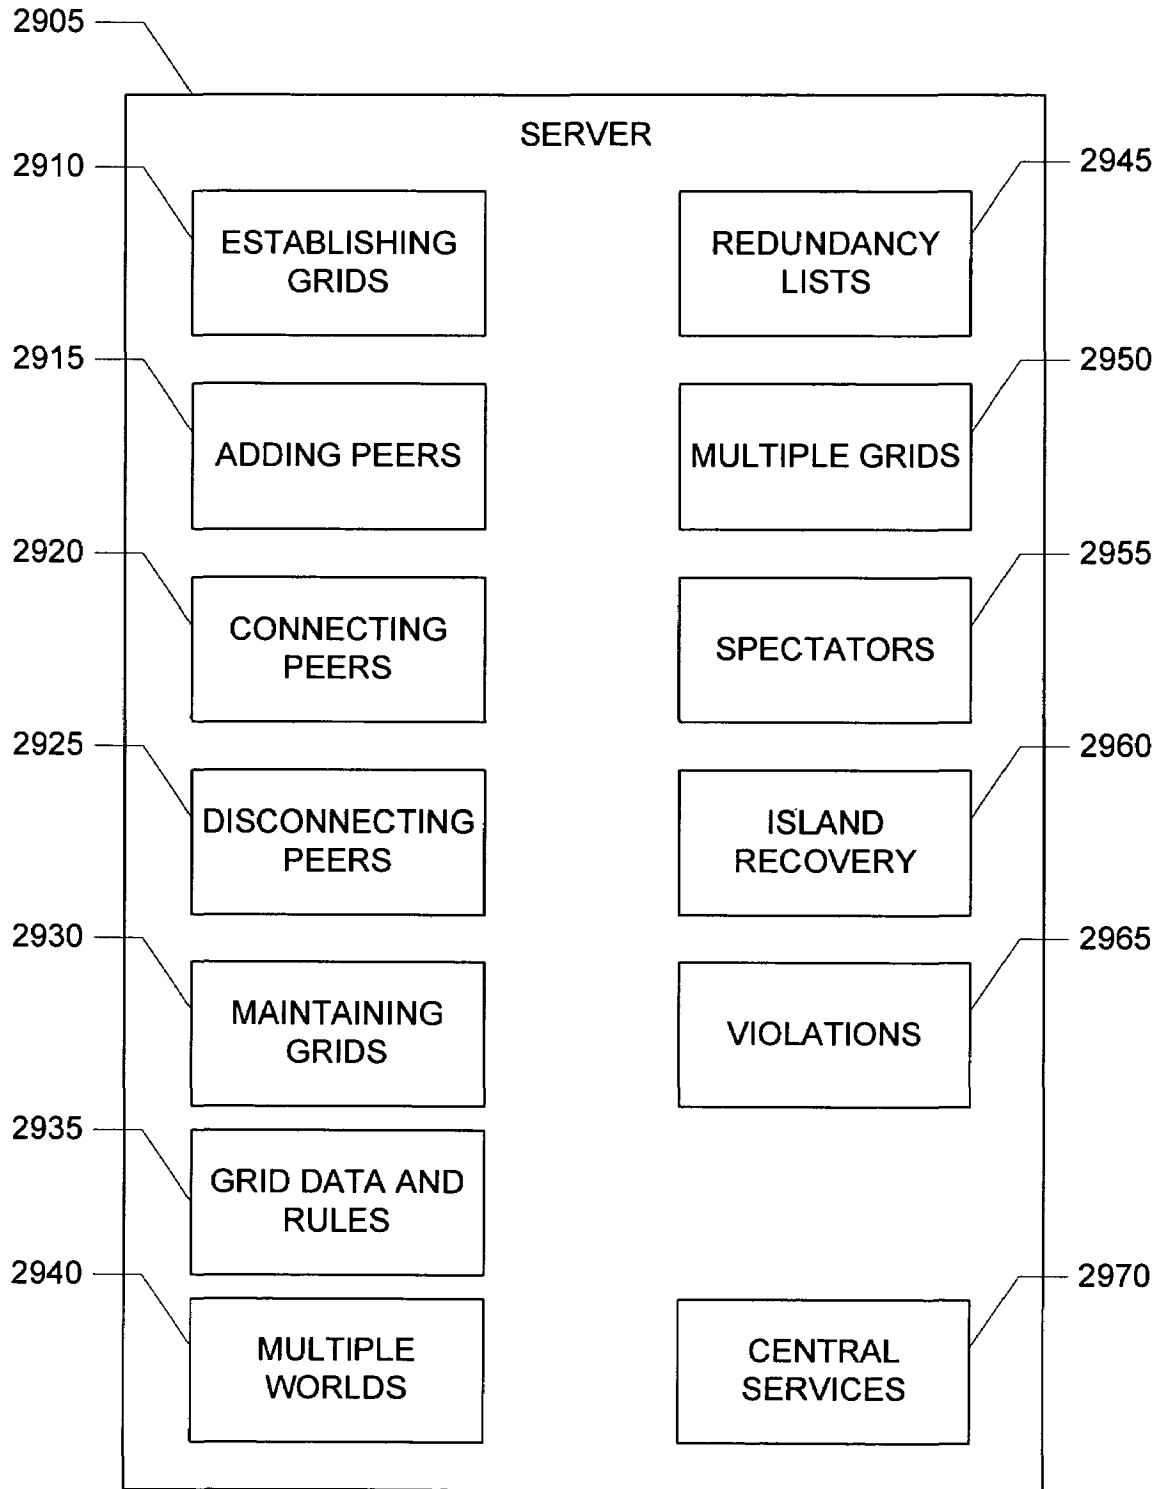 2905
SERVER
2910
ESTABLISHING
GRIDS
2915
ADDING PEERS
2920
CONNECTING
PEERS
2925
DISCONNECTING
PEERS
2930
MAINTAINING
GRIDS
2935
GRID DATA AND
RULES
2940
MULTIPLE
WORLDS
2945
REDUNDANCY
LISTS
2950
MULTIPLE GRIDS
2955
SPECTATORS
2960
ISLAND
RECOVERY
2965
VIOLATIONS
2970
CENTRAL
SERVICES